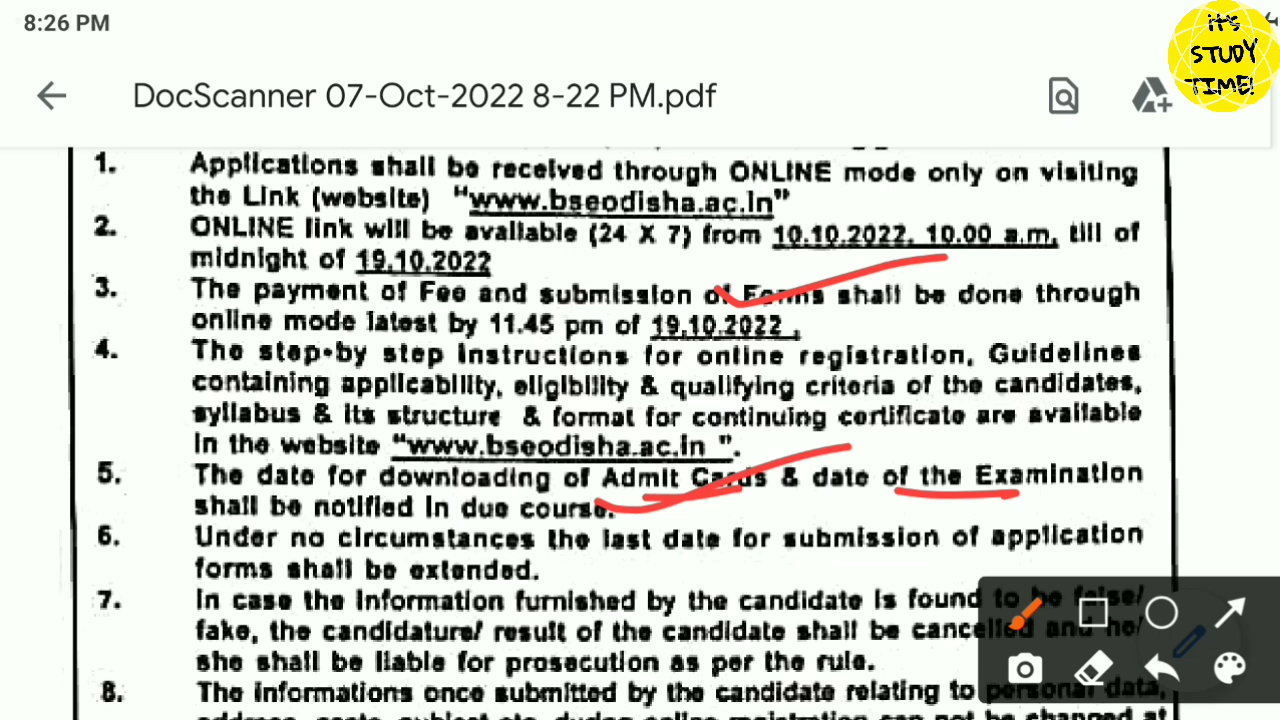 8:26 PM
IT'S
STUDY
TIME!
DocScanner 07-Oct-2022 8-22 PM.pdf
1. Applications shall be received through ONLINE mode only on visiting
the Link (website) "www.bseodisha.ac.in"
2. ONLINE link will be available (24 X 7) from 10.10.2022, 10.00 a.m, till of
midnight of 19.10.2022
3. The payment of Fee and submission of Forms shall be done through
online mode latest by 11.45 pm of 19.10.2022 .
4. The step-by step instructions for online registration, Guidelines
containing applicability, eligibility & qualifying criteria of the candidates,
syllabus & its structure & format for continuing certificate are available
in the website "www.bseodisha.ac.in ".
5. The date for downloading of Admit Cards & date of the Examination
shall be notified in due course.
6. Under no circumstances the last date for submission of application
forms shall be extended.
7. In case the information furnished by the candidate is found to be false/
fake, the candidature/ result of the candidate shall be cancelled and he/
she shall be liable for prosecution as per the rule.
8. The informations once submitted by the candidate relating to personal data,